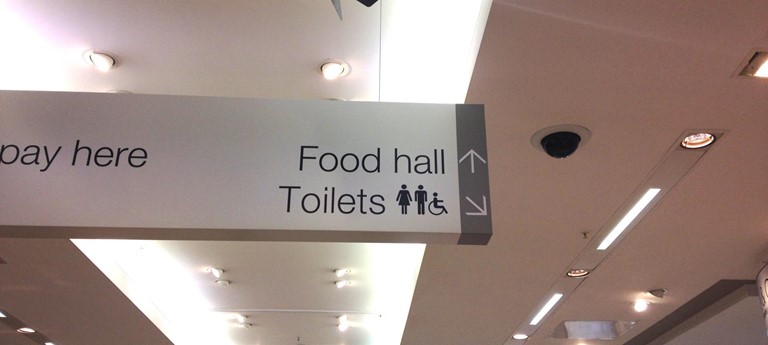 pay here
Food hall
Toilets